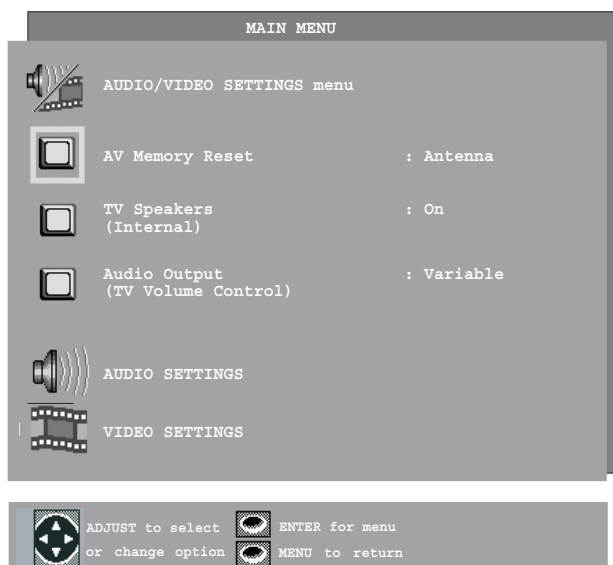 MAIN MENU
AUDIO/VIDEO SETTINGS menu
AV Memory Reset : Antenna
TV Speakers : On
(Internal)
Audio Output : Variable
(TV Volume Control)
AUDIO SETTINGS
VIDEO SETTINGS
ADJUST to select ENTER for menu
or change option MENU to return